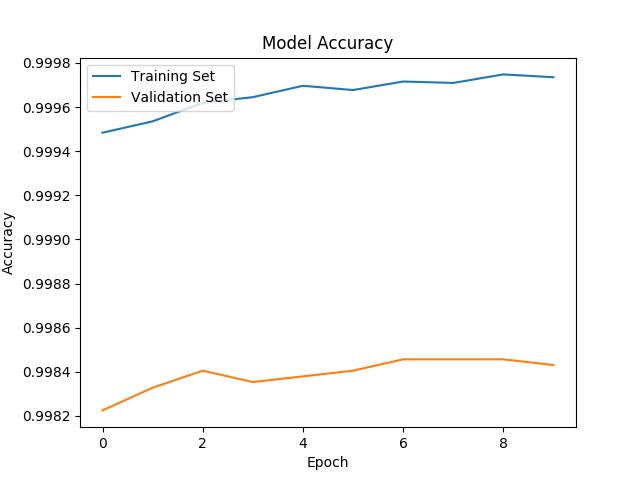 Model Accuracy
Training Set
Validation Set
0.9998
0.9996
0.9994
0.9992
0.9990
0.9988
0.9986
0.9984
0.9982
Accuracy
0 2 4 6 8
Epoch